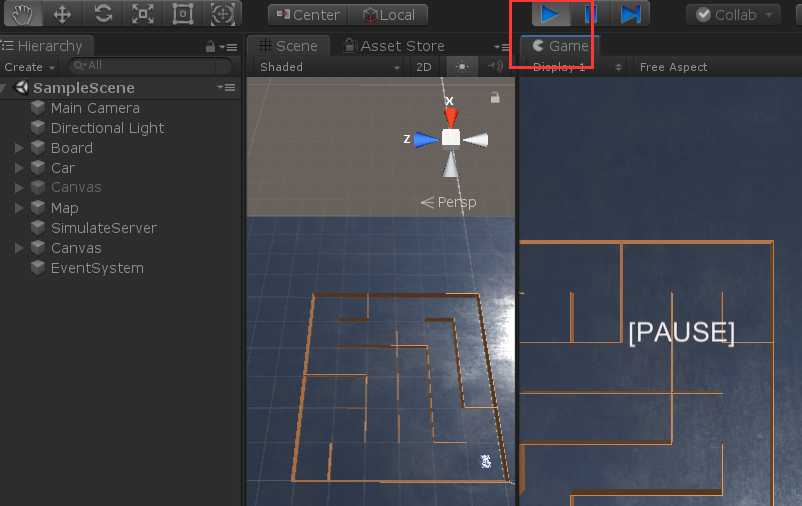 Center
Local
Collab
Hierarchy
Scene
Asset Store
Game
Create
All
Shaded
2D
Display 1
Free Aspect
SampleScene
Main Camera
Directional Light
Board
Car
Canvas
Map
SimulateServer
Canvas
EventSystem
X
Z
Persp
[PAUSE]